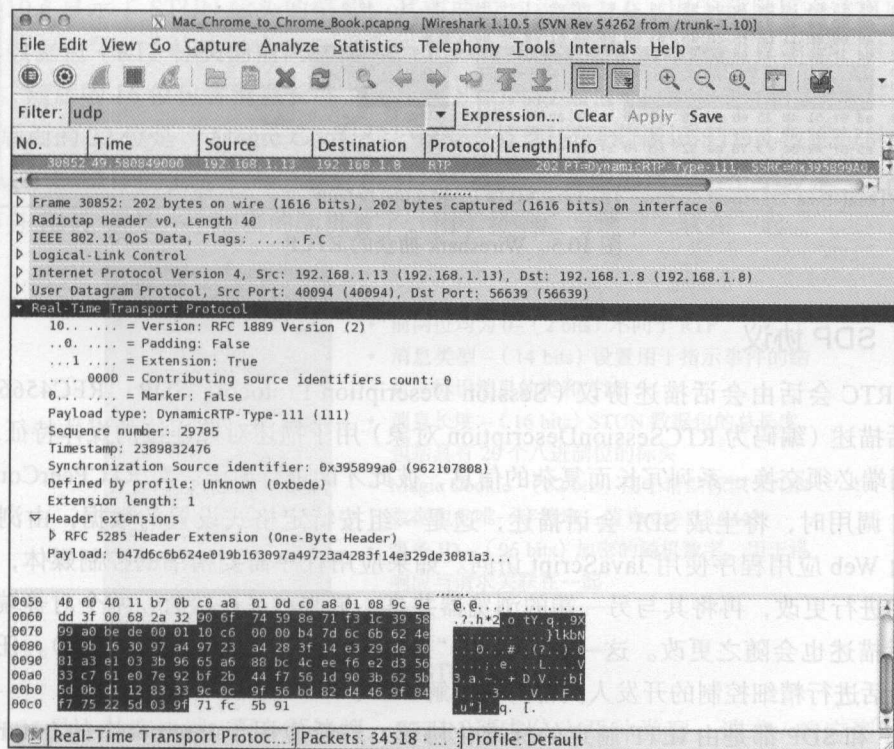 Mac_Chrome_to_Chrome_Book.pcapng [Wireshark 1.10.5 (SVN Rev 54262 from /trunk-1.10)]
File Edit View Go Capture Analyze Statistics Telephony Tools Internals Help
Filter: udp Expression... Clear Apply Save
No. Time Source Destination Protocol Length Info
30852 49.580849000 192.168.1.13 192.168.1.8 RTP 202 PT=DynamicRTP-Type-111, SSRC=0x395899A0,
Frame 30852: 202 bytes on wire (1616 bits), 202 bytes captured (1616 bits) on interface 0
Radiotap Header v0, Length 40
IEEE 802.11 QoS Data, Flags: .....F.C
Logical-Link Control
Internet Protocol Version 4, Src: 192.168.1.13 (192.168.1.13), Dst: 192.168.1.8 (192.168.1.8)
User Datagram Protocol, Src Port: 40094 (40094), Dst Port: 56639 (56639)
Real-Time Transport Protocol
10.. .... = Version: RFC 1889 Version (2)
..0. .... = Padding: False
...1 .... = Extension: True
.... 0000 = Contributing source identifiers count: 0
0... .... = Marker: False
Payload type: DynamicRTP-Type-111 (111)
Sequence number: 29785
Timestamp: 2389832476
Synchronization Source identifier: 0x395899a0 (962107808)
Defined by profile: Unknown (0xbede)
Extension length: 1
Header extensions
RFC 5285 Header Extension (One-Byte Header)
Payload: b47d6c6b624e019b163097a49723a4283f14e329de3081a3...
0050 40 00 40 11 b7 0b c0 a8 01 0d c0 a8 01 08 9c 9e
0060 dd 3f 00 68 2a 32 90 6f 74 59 8e 71 f3 1c 39 58
0070 99 a0 be de 00 01 10 c6 00 00 b4 7d 6c 6b 62 4e
0080 01 9b 16 30 97 a4 97 23 a4 28 3f 14 e3 29 de 30
0090 81 a3 e1 03 3b 96 65 a6 88 bc 4c ee f6 e2 d3 56
00a0 33 c7 61 e0 7e 92 bf 2b 44 f7 56 1d 90 3b 62 5b
00b0 5d 0b d1 12 83 33 9c 0c 9f 56 bd 82 d4 46 9f 84
00c0 f7 75 22 5d 03 9f 71 fc 5b 91
Real-Time Transport Protoc... Packets: 34518 Profile: Default